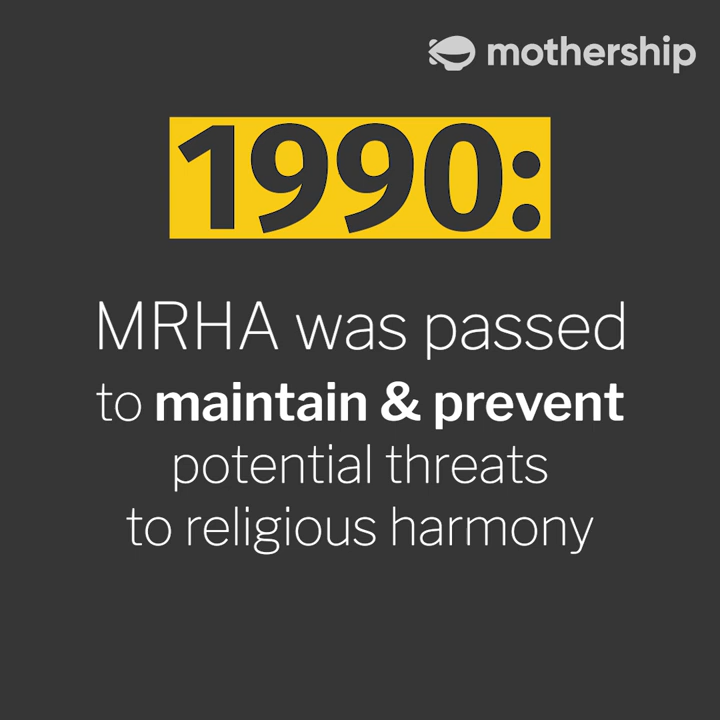 mothership
1990:
MRHA was passed
to maintain & prevent
potential threats
to religious harmony